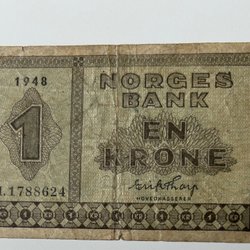 1948
NORGES
BANK
1
EN
KRONE
1788624
HOVEDKASSERER